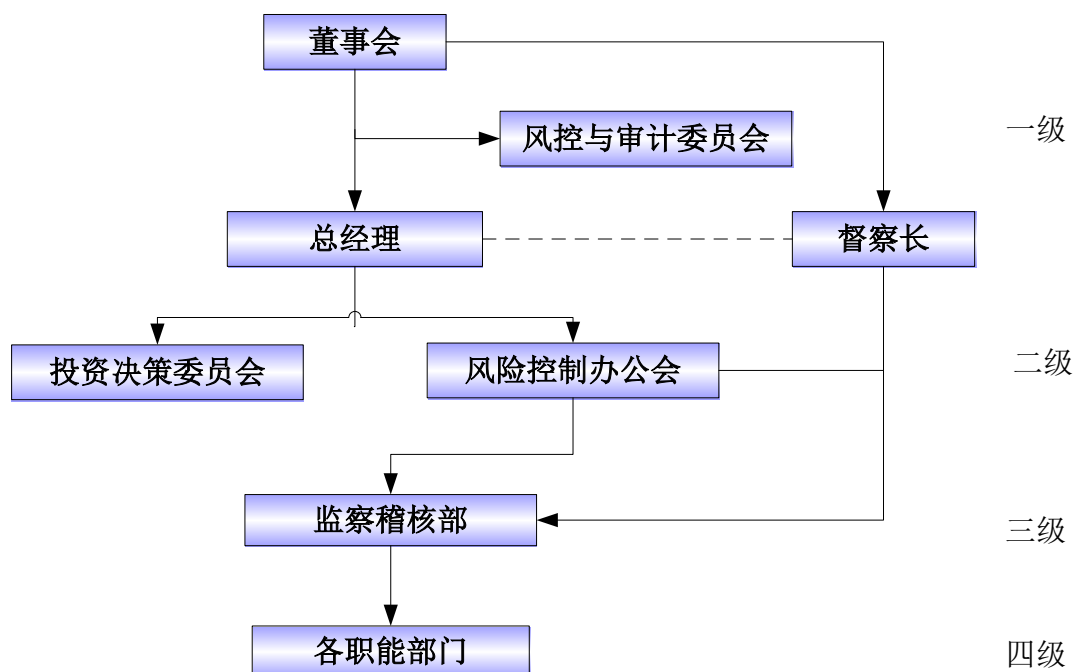 董事会
风控与审计委员会
一级
总经理
督察长
投资决策委员会
风险控制办公会
二级
监察稽核部
三级
各职能部门
四级